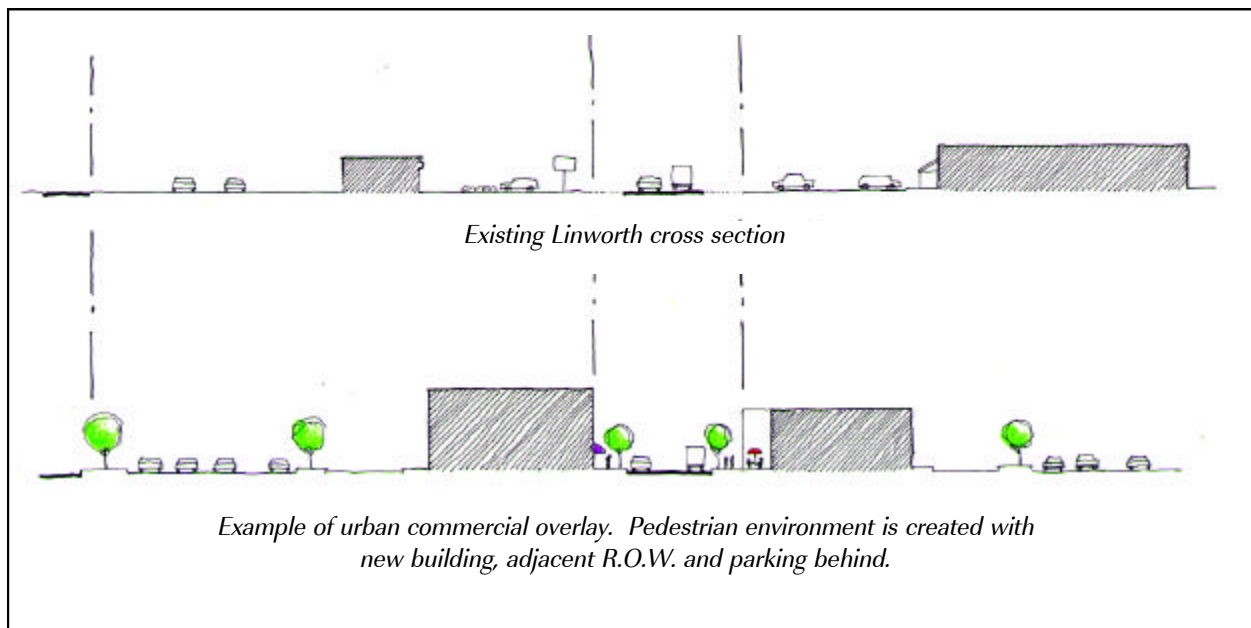 Existing Linworth cross section
Example of urban commercial overlay.  Pedestrian environment is created with
new building, adjacent R.O.W. and parking behind.